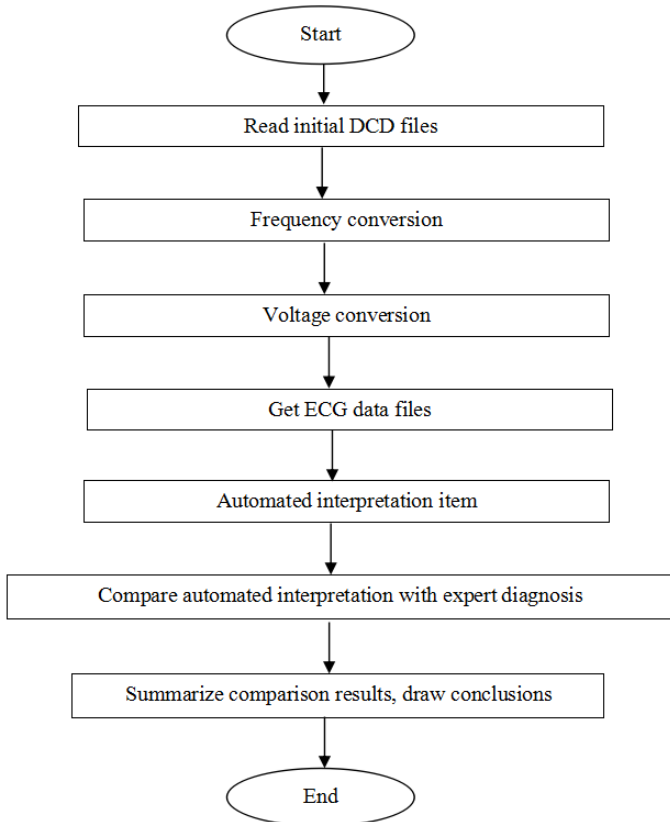 Start
Read initial DCD files
Frequency conversion
Voltage conversion
Get ECG data files
Automated interpretation item
Compare automated interpretation with expert diagnosis
Summarize comparison results, draw conclusions
End